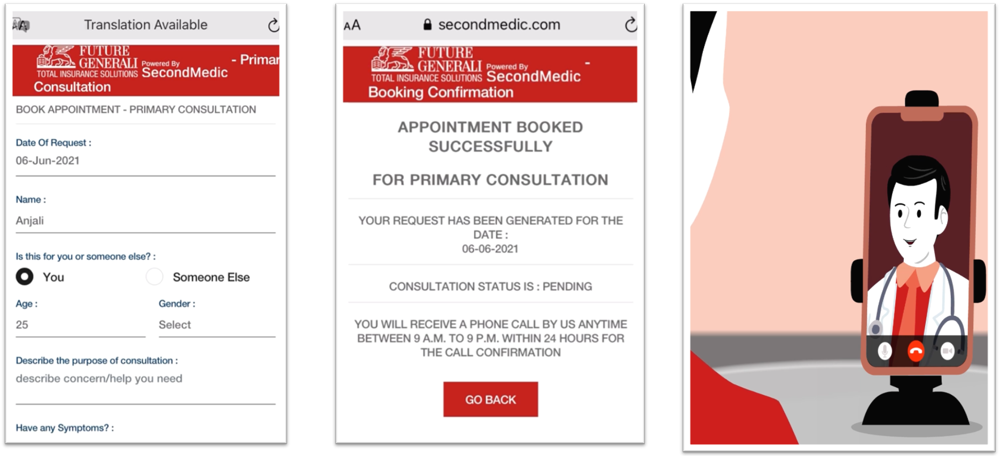 Translation Available
FUTURE
GENERALI
TOTAL INSURANCE SOLUTIONS
Powered By
SecondMedic
- Primar
Consultation
BOOK APPOINTMENT - PRIMARY CONSULTATION
Date Of Request :
06-Jun-2021
Name :
Anjali
Is this for you or someone else? :
You Someone Else
Age : Gender :
25 Select
Describe the purpose of consultation :
describe concern/help you need
Have any Symptoms? :
AA secondmedic.com
FUTURE
GENERALI
TOTAL INSURANCE SOLUTIONS
Powered By
SecondMedic
-
Booking Confirmation
APPOINTMENT BOOKED
SUCCESSFULLY
FOR PRIMARY CONSULTATION
YOUR REQUEST HAS BEEN GENERATED FOR THE
DATE :
06-06-2021
CONSULTATION STATUS IS : PENDING
YOU WILL RECEIVE A PHONE CALL BY US ANYTIME
BETWEEN 9 A.M. TO 9 P.M. WITHIN 24 HOURS FOR
THE CALL CONFIRMATION
GO BACK